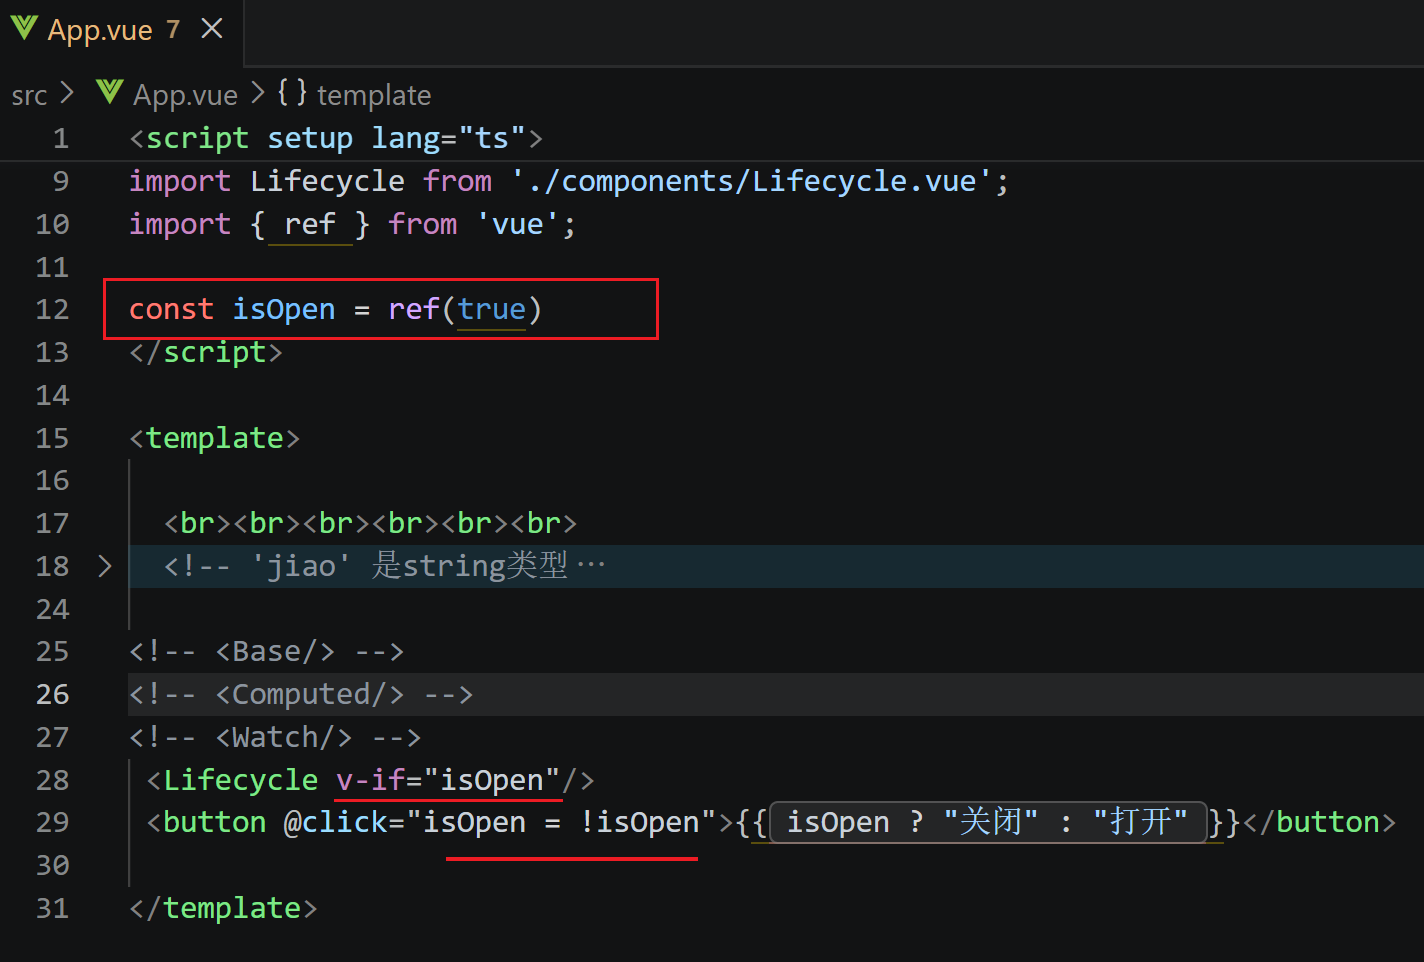 App.vue 7
src > App.vue > {} template
1 <script setup lang="ts">
9 import Lifecycle from './components/Lifecycle.vue';
10 import { ref } from 'vue';
11
12 const isOpen = ref(true)
13 </script>
14
15 <template>
16
17 <br><br><br><br><br><br>
18 <!-- 'jiao' 是string类型…
24
25 <!-- <Base/> -->
26 <!-- <Computed/> -->
27 <!-- <Watch/> -->
28 <Lifecycle v-if="isOpen"/>
29 <button @click="isOpen = !isOpen">{{ isOpen ? "关闭" : "打开" }}</button>
30
31 </template>